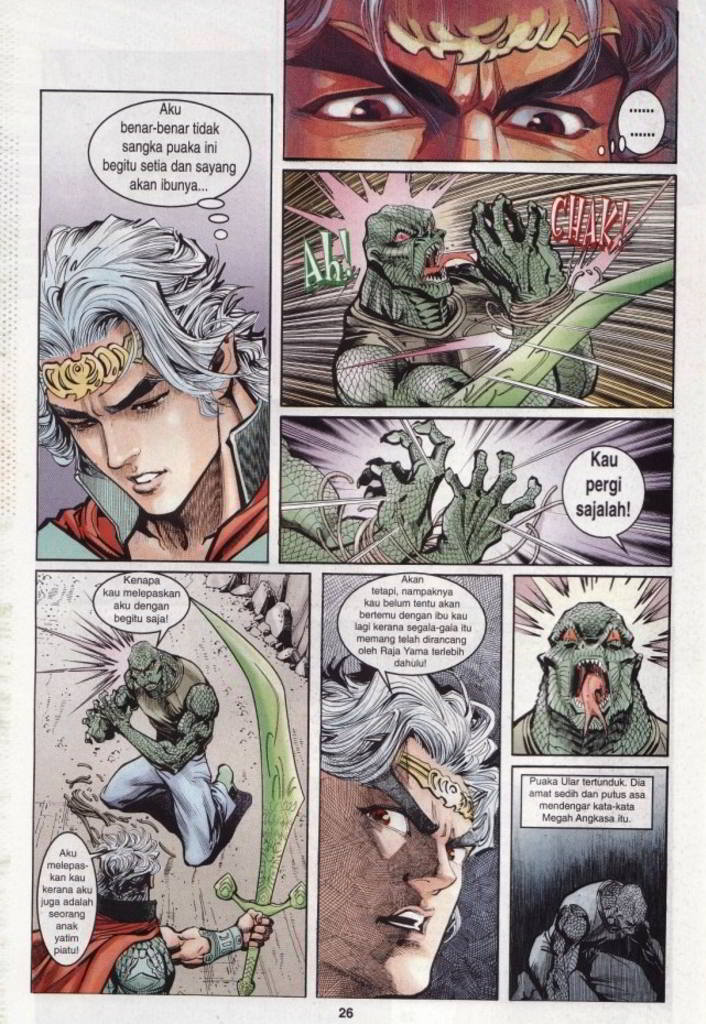 Aku
benar-benar tidak
sangka puaka ini
begitu setia dan sayang
akan ibunya...
......
......
Ah!
CHAK!
Kau
pergi
sajalah!
Kenapa
kau melepaskan
aku dengan
begitu saja!
Aku
melepas-
kan kau
kerana aku
juga adalah
seorang
anak
yatim
piatu!
Akan
tetapi, nampaknya
kau belum tentu akan
bertemu dengan ibu kau
lagi kerana segala-gala itu
memang telah dirancang
oleh Raja Yama terlebih
dahulu!
Puaka Ular tertunduk. Dia
amat sedih dan putus asa
mendengar kata-kata
Megah Angkasa itu.
26